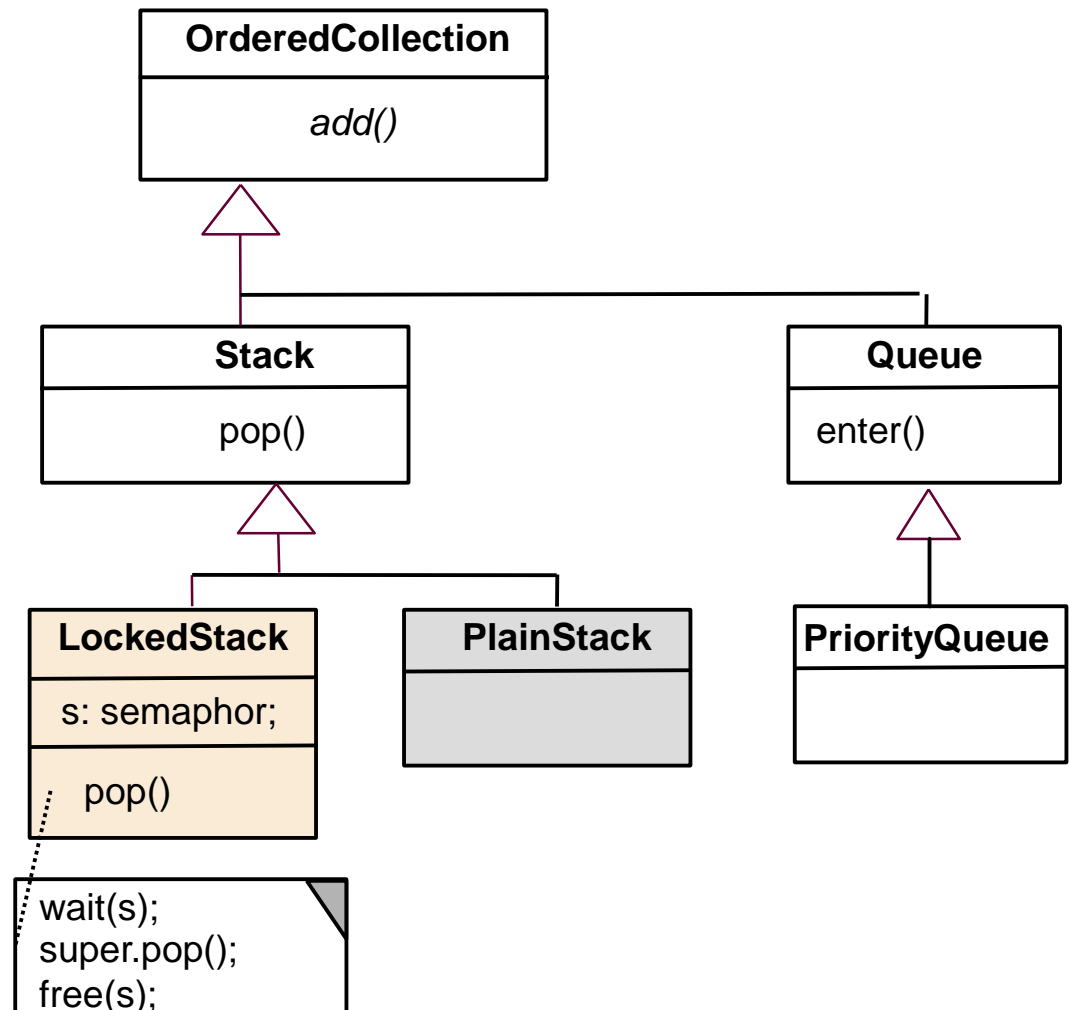 OrderedCollection
add()
Stack
Queue
pop()
enter()
LockedStack
PlainStack
PriorityQueue
s: semaphor;
pop()
wait(s);
super.pop();
free(s);